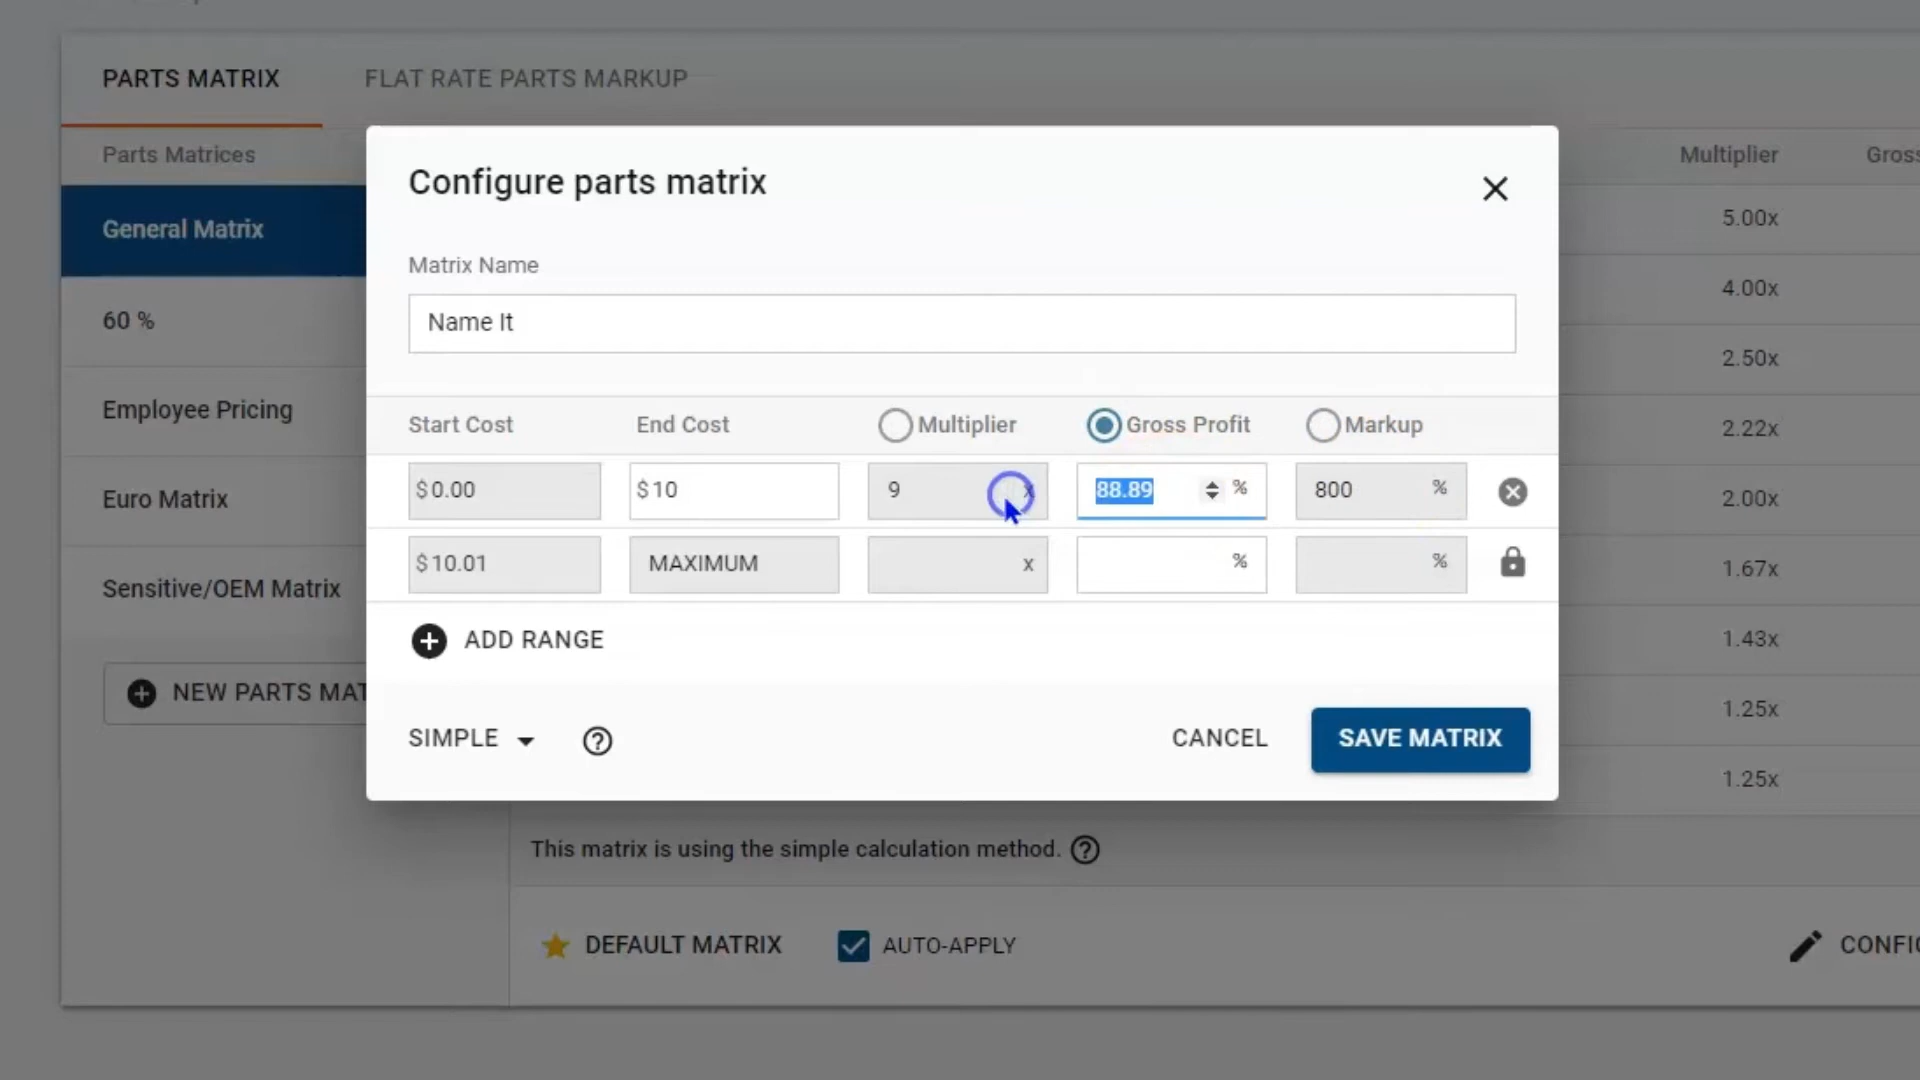 PARTS MATRIX FLAT RATE PARTS MARKUP
Parts Matrices Multiplier Gross
General Matrix
60 %
Employee Pricing
Euro Matrix
Sensitive/OEM Matrix
NEW PARTS MAT
Configure parts matrix
Matrix Name
Name It
Start Cost End Cost Multiplier Gross Profit Markup
$0.00 $10 9 x 88.89 % 800 %
$10.01 MAXIMUM x % %
ADD RANGE
SIMPLE ? CANCEL SAVE MATRIX
5.00x
4.00x
2.50x
2.22x
2.00x
1.67x
1.43x
1.25x
1.25x
This matrix is using the simple calculation method. ?
DEFAULT MATRIX AUTO-APPLY CONFIG